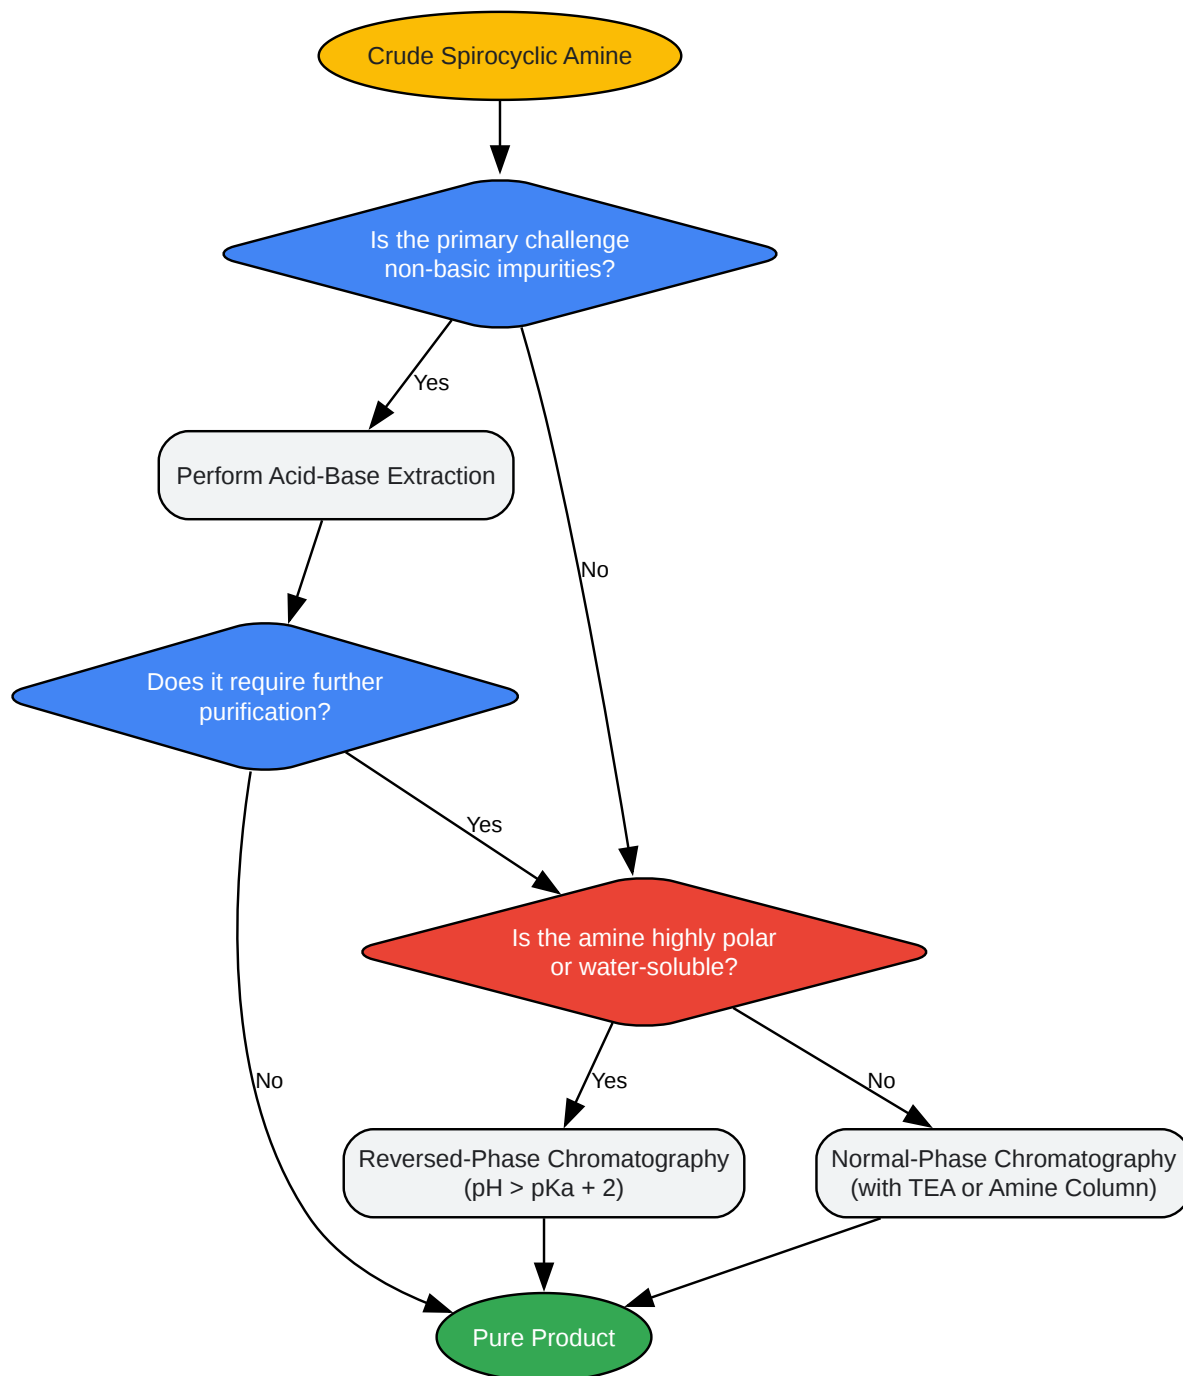 Crude Spirocyclic Amine
Is the primary challenge
non-basic impurities?
Yes
Perform Acid-Base Extraction
No
Does it require further
purification?
Yes
Is the amine highly polar
or water-soluble?
No
Yes
No
Reversed-Phase Chromatography
(pH > pKa + 2)
Normal-Phase Chromatography
(with TEA or Amine Column)
Pure Product